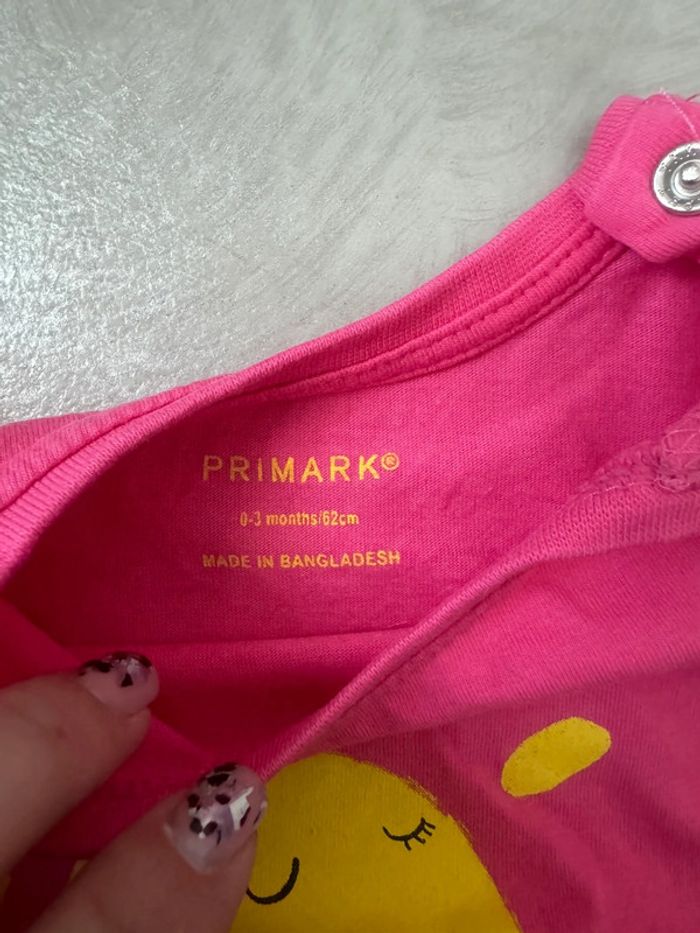 PRIMARK®
0-3 months/62cm
MADE IN BANGLADESH